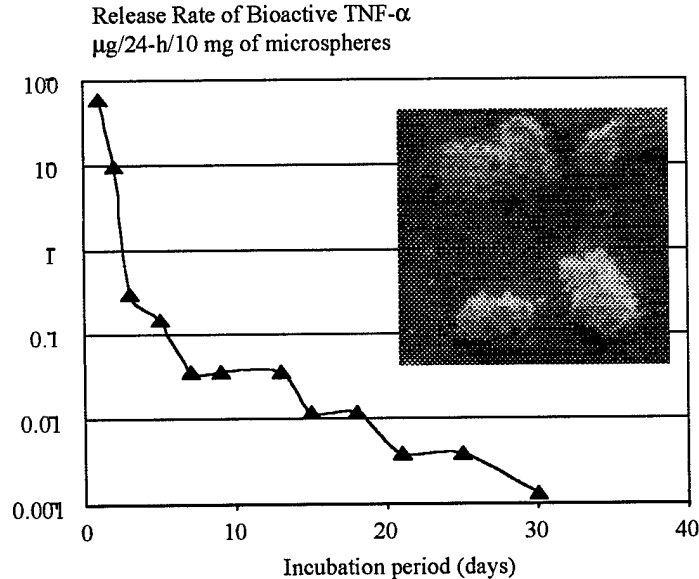 Release Rate of Bioactive TNF-α
μg/24-h/10 mg of microspheres
100
10
1
0.1
0.01
0.001
0 10 20 30 40
Incubation period (days)